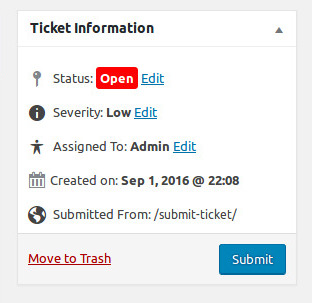 Ticket Information
Status: Open Edit
Severity: Low Edit
Assigned To: Admin Edit
Created on: Sep 1, 2016 @ 22:08
Submitted From: /submit-ticket/
Move to Trash Submit